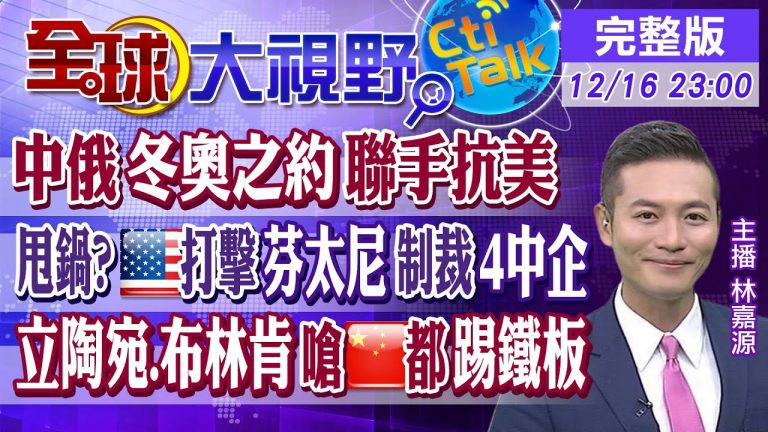 全球大視野
Cti Talk
完整版
12/16 23:00
中俄 冬奧之約 聯手抗美
甩鍋? 打擊 芬太尼 制裁 4中企
立陶宛.布林肯 嗆 都 踢鐵板
主播 林嘉源